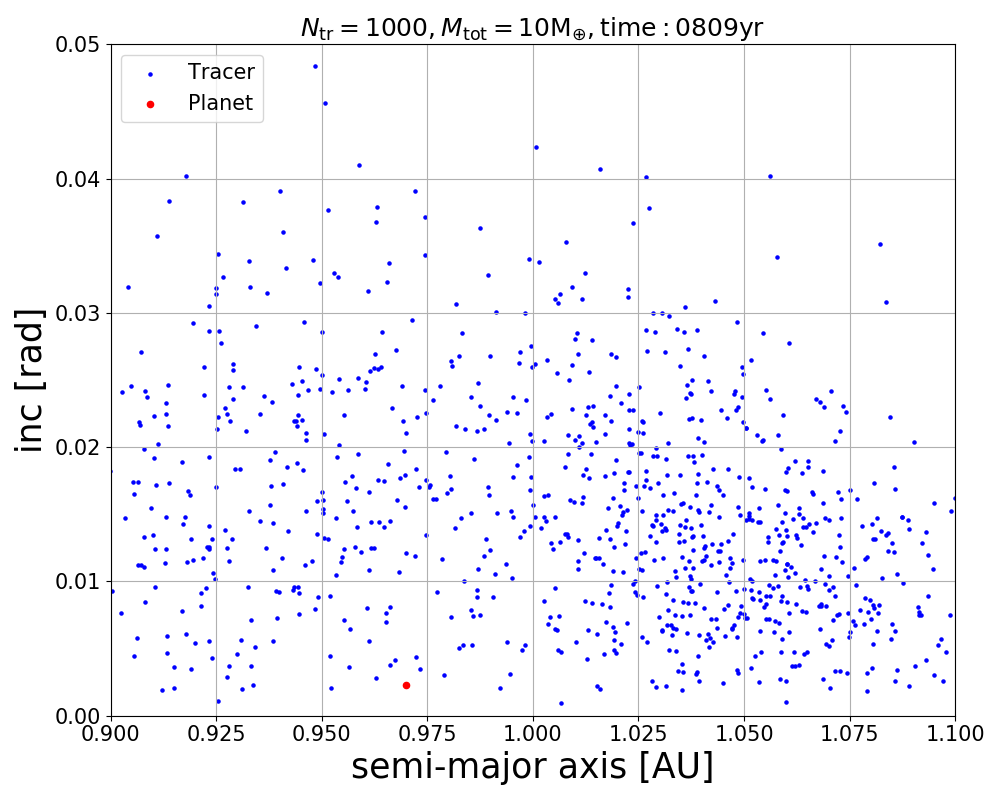 N_tr = 1000, M_tot = 10M_⊕, time : 0809yr
Tracer
Planet
0.05
0.04
0.03
0.02
0.01
0.00
inc [rad]
0.900 0.925 0.950 0.975 1.000 1.025 1.050 1.075 1.100
semi-major axis [AU]